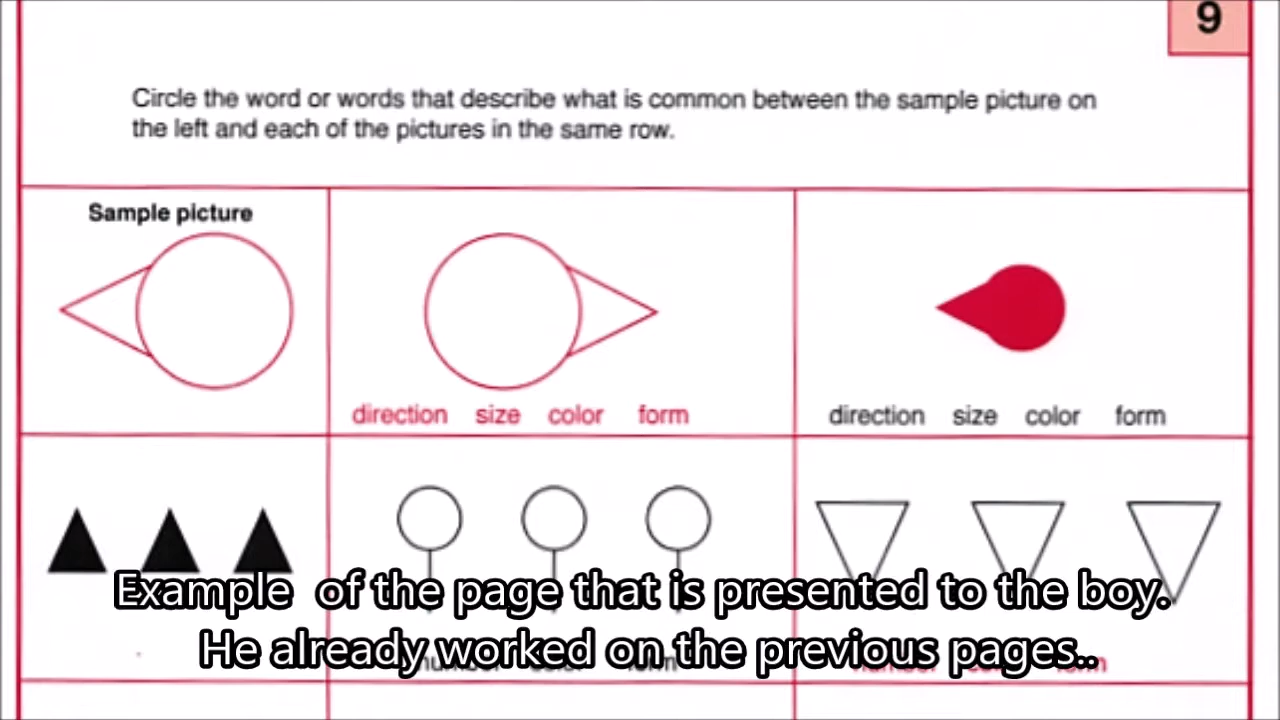 9
Circle the word or words that describe what is common between the sample picture on
the left and each of the pictures in the same row.
Sample picture
direction size color form
direction size color form
Example of the page that is presented to the boy.
He already worked on the previous pages..